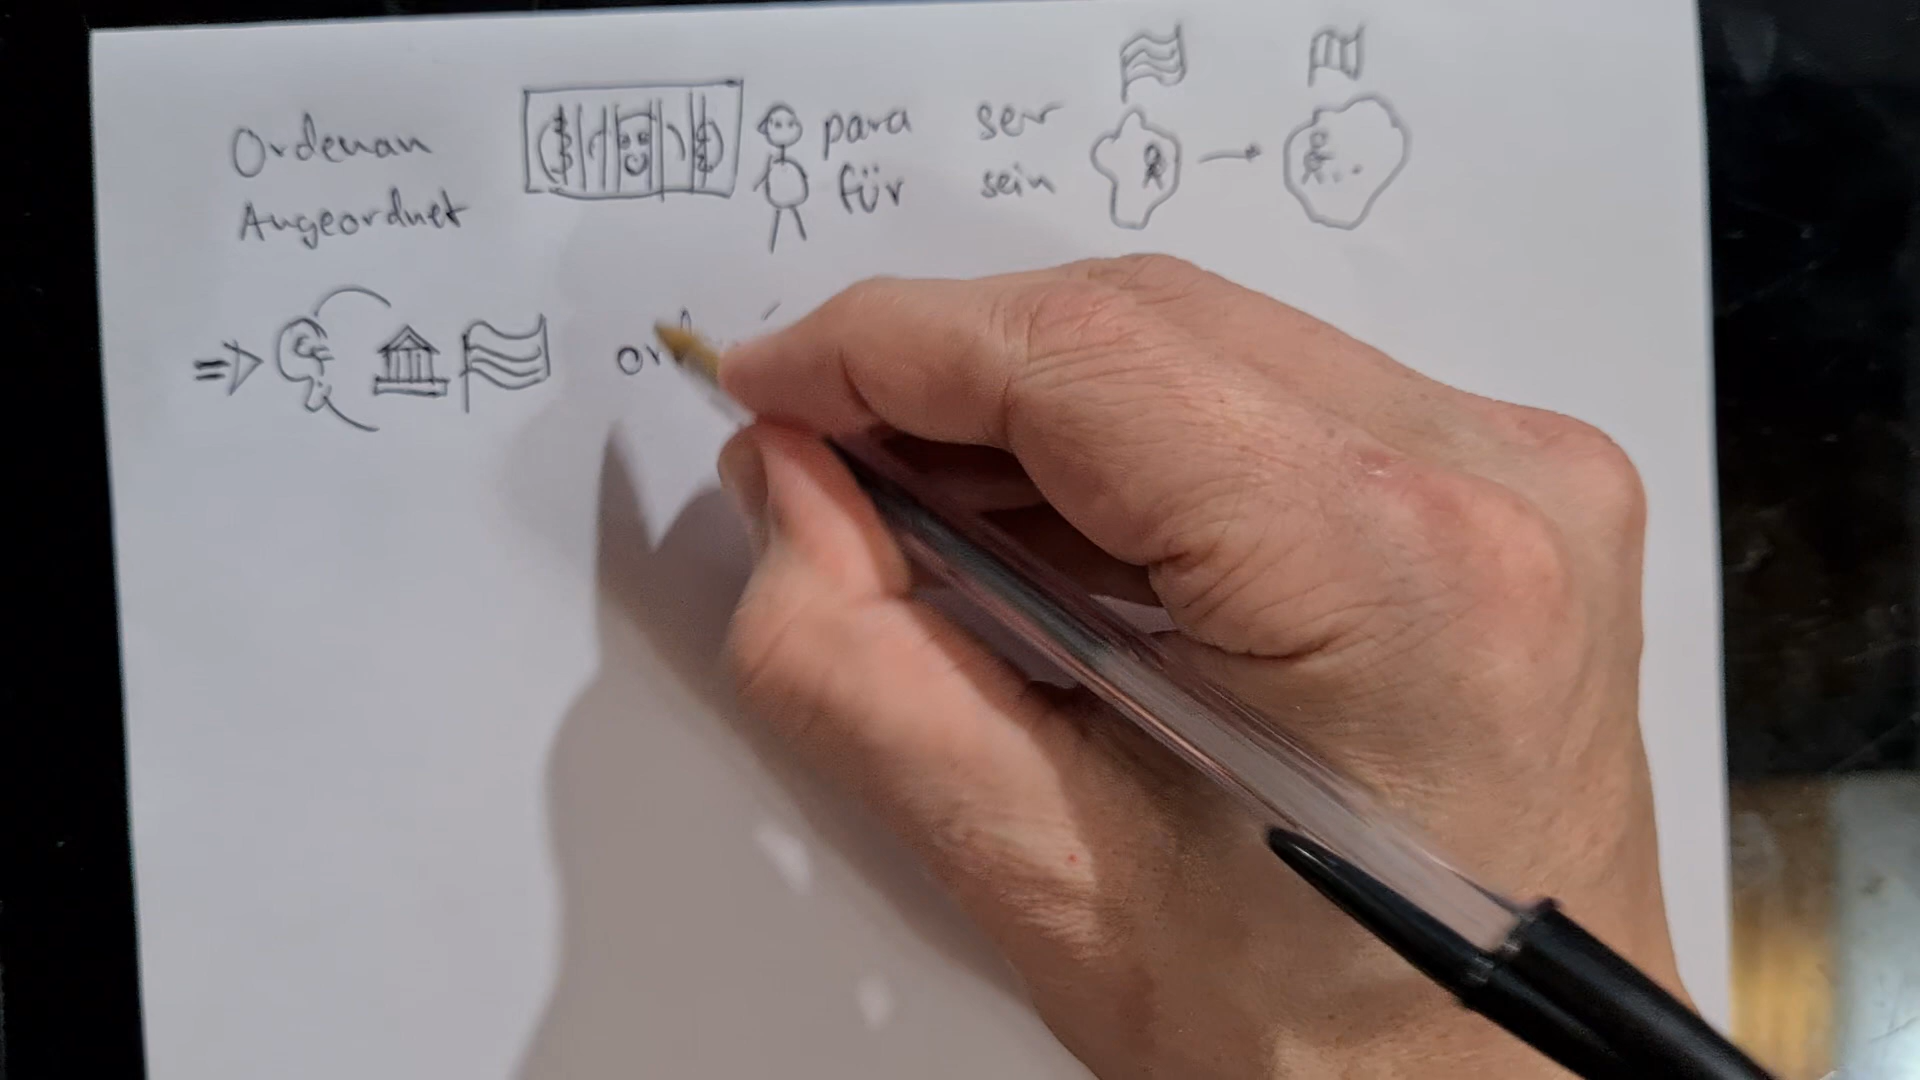 Ordenan $ $ para ser
Angeordnet für sein